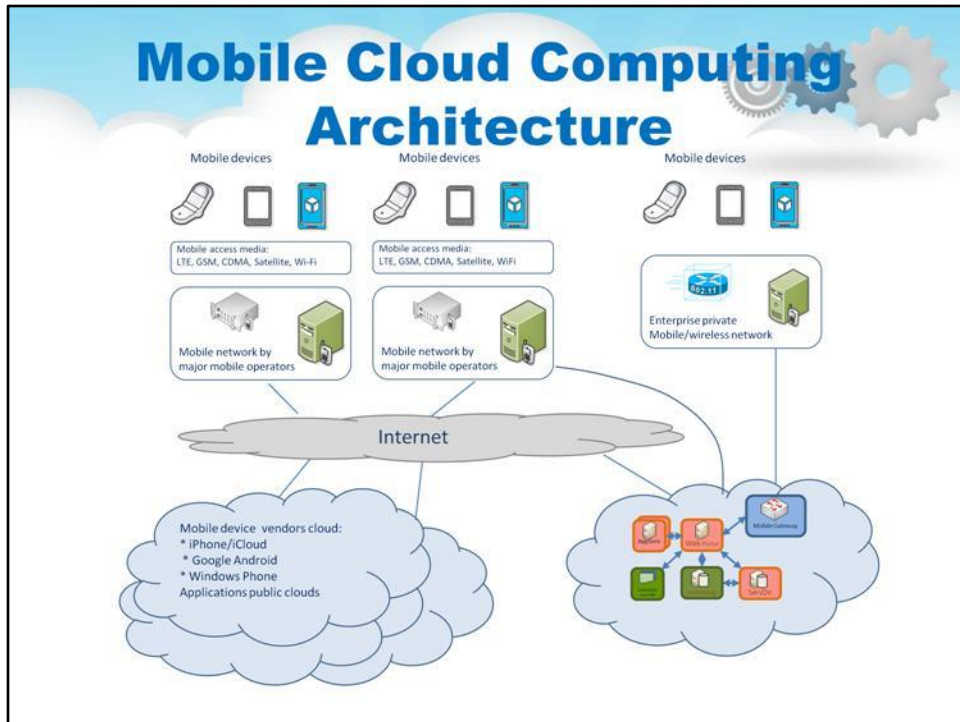 Mobile Cloud Computing
Architecture
Mobile devices
Mobile devices
Mobile devices
Mobile access media:
LTE, GSM, CDMA, Satellite, Wi-Fi
Mobile access media:
LTE, GSM, CDMA, Satellite, WiFi
802.11
Enterprise private
Mobile/wireless network
Mobile network by
major mobile operators
Mobile network by
major mobile operators
Internet
Mobile device vendors cloud:
* iPhone/iCloud
* Google Android
* Windows Phone
Applications public clouds
Mobile Gateway